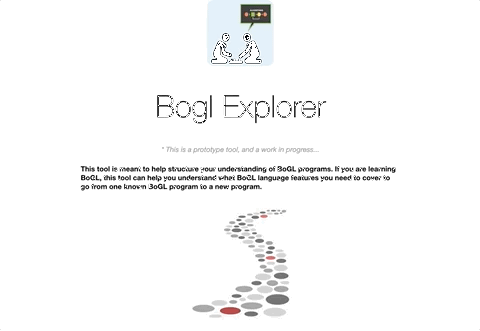 Bogl Explorer
* This is a prototype tool, and a work in progress...
This tool is meant to help structure your understanding of BoGL programs. If you are learning
BoGL, this tool can help you understand what BoGL language features you need to cover to
go from one known BoGL program to a new program.